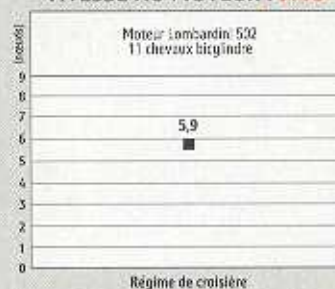 Moteur Lombardini 502
11 chevaux bicylindre
[nœuds]
9
8
7
6
5
4
3
2
1
0
5,9
Régime de croisière